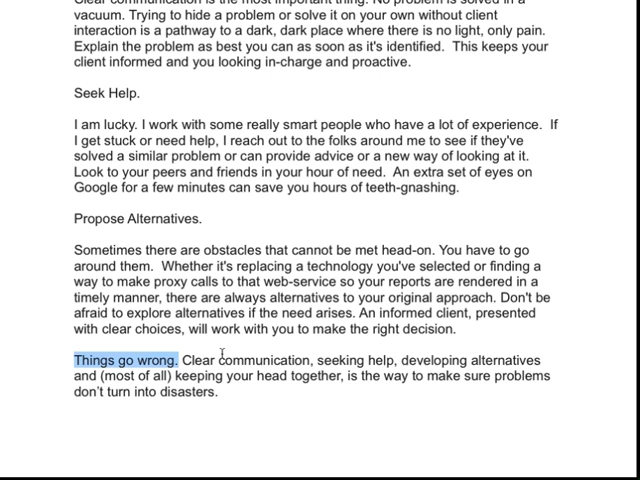 Clear communication is the most important thing. No problem is solved in a
vacuum. Trying to hide a problem or solve it on your own without client
interaction is a pathway to a dark, dark place where there is no light, only pain.
Explain the problem as best you can as soon as it's identified.  This keeps your
client informed and you looking in-charge and proactive.
Seek Help.
I am lucky. I work with some really smart people who have a lot of experience.  If
I get stuck or need help, I reach out to the folks around me to see if they've
solved a similar problem or can provide advice or a new way of looking at it.
Look to your peers and friends in your hour of need.  An extra set of eyes on
Google for a few minutes can save you hours of teeth-gnashing.
Propose Alternatives.
Sometimes there are obstacles that cannot be met head-on. You have to go
around them.  Whether it's replacing a technology you've selected or finding a
way to make proxy calls to that web-service so your reports are rendered in a
timely manner, there are always alternatives to your original approach. Don't be
afraid to explore alternatives if the need arises. An informed client, presented
with clear choices, will work with you to make the right decision.
Things go wrong. Clear communication, seeking help, developing alternatives
and (most of all) keeping your head together, is the way to make sure problems
don't turn into disasters.